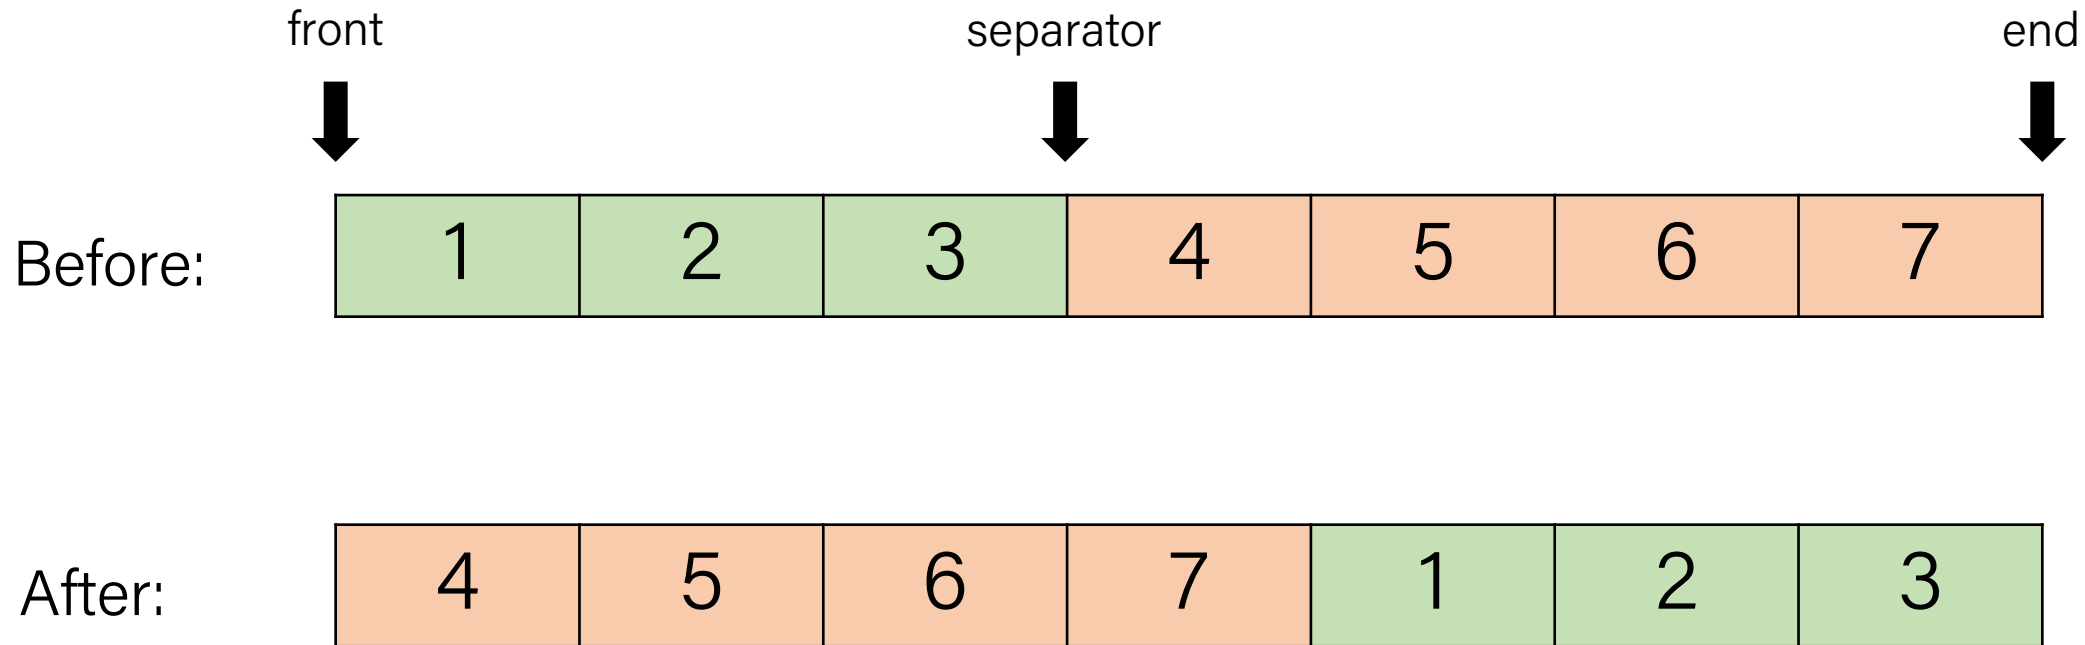 front separator end
Before: 1 2 3 4 5 6 7
After: 4 5 6 7 1 2 3